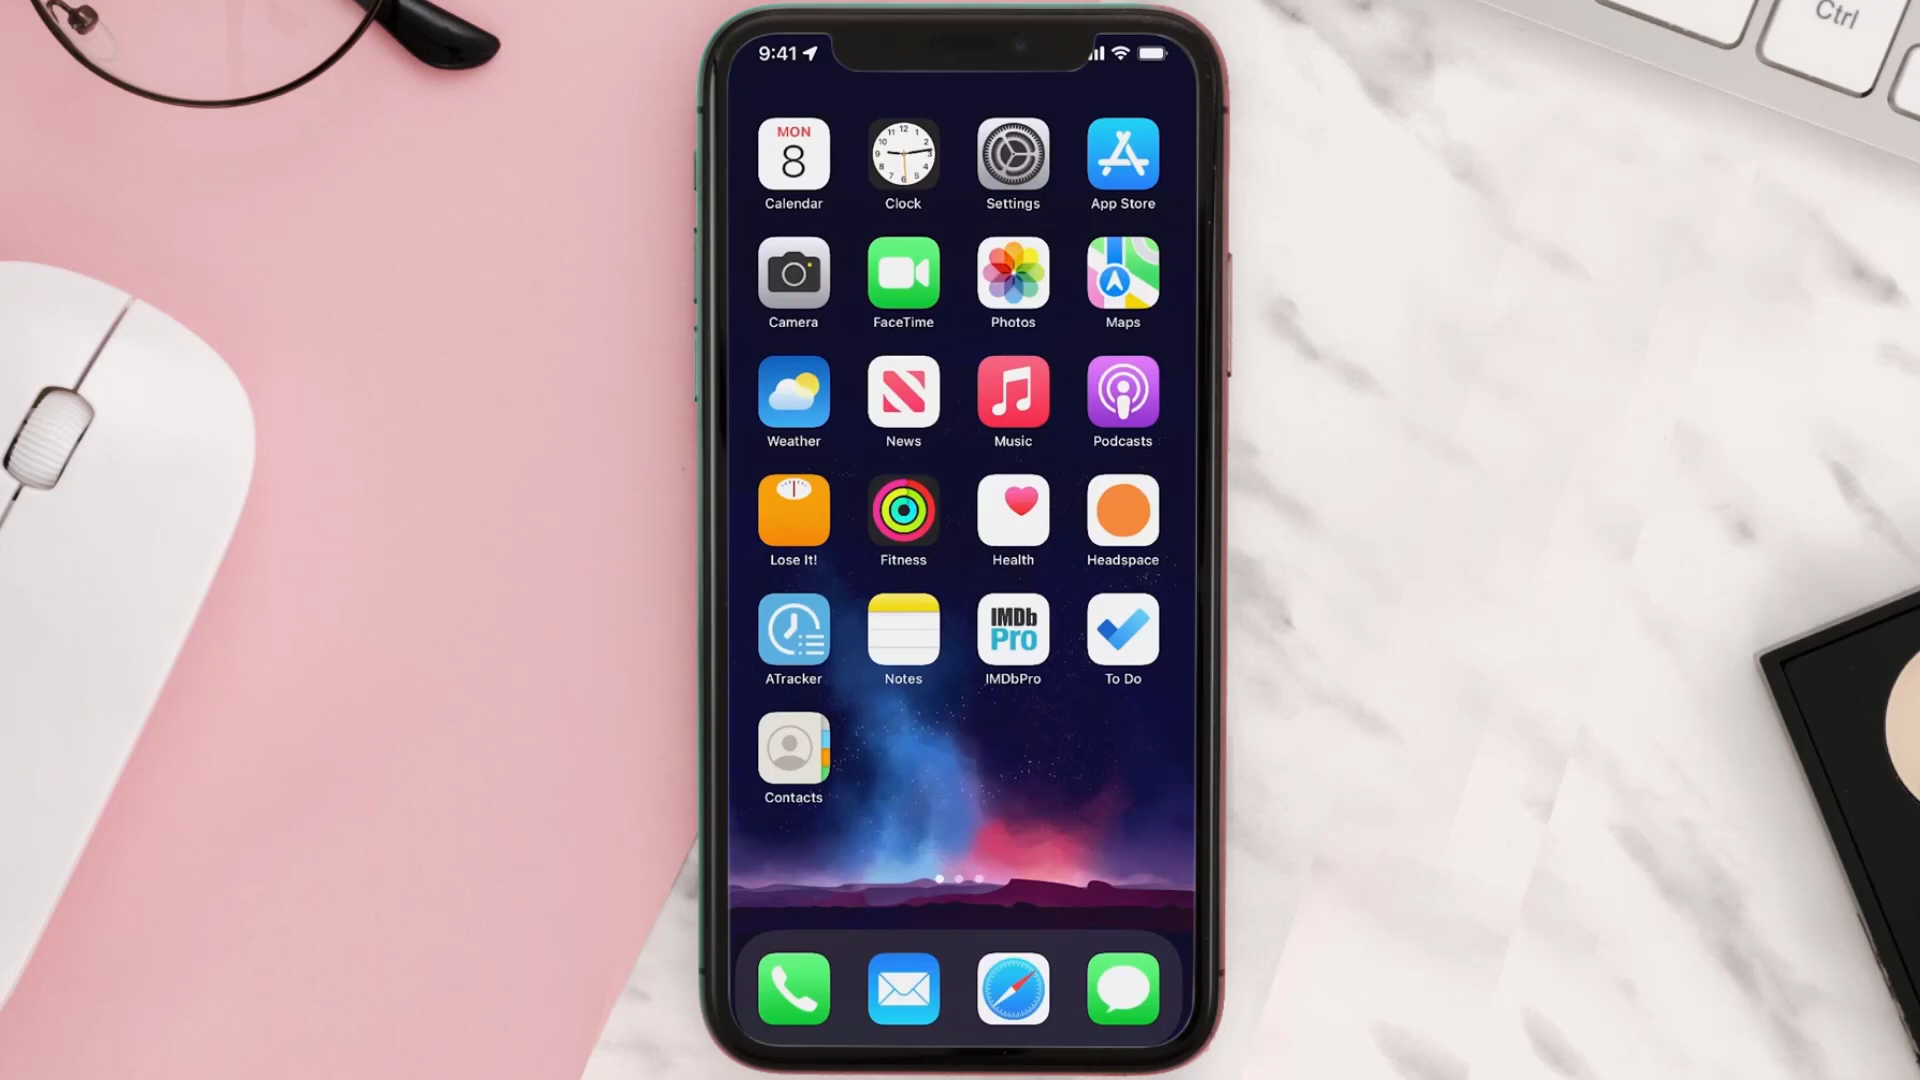 Ctrl
9:41
MON
8
Calendar
Clock
Settings
App Store
Camera
FaceTime
Photos
Maps
Weather
News
Music
Podcasts
Lose It!
Fitness
Health
Headspace
IMDb
Pro
ATracker
Notes
IMDbPro
To Do
Contacts